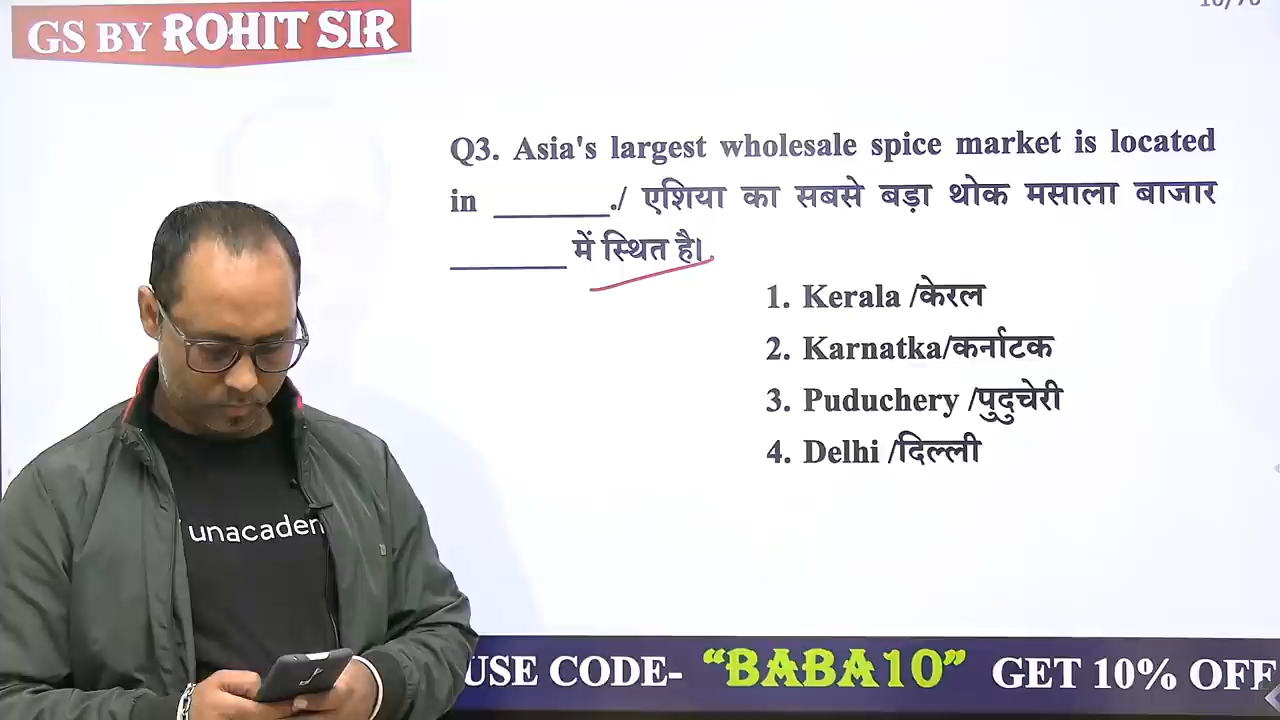 GS BY ROHIT SIR
Q3. Asia's largest wholesale spice market is located
in ________./ एशिया का सबसे बड़ा थोक मसाला बाजार
________ में स्थित है।
1. Kerala /केरल
2. Karnatka/कर्नाटक
3. Puduchery /पुदुचेरी
4. Delhi /दिल्ली
unacadem
USE CODE- “BABA10” GET 10% OFF